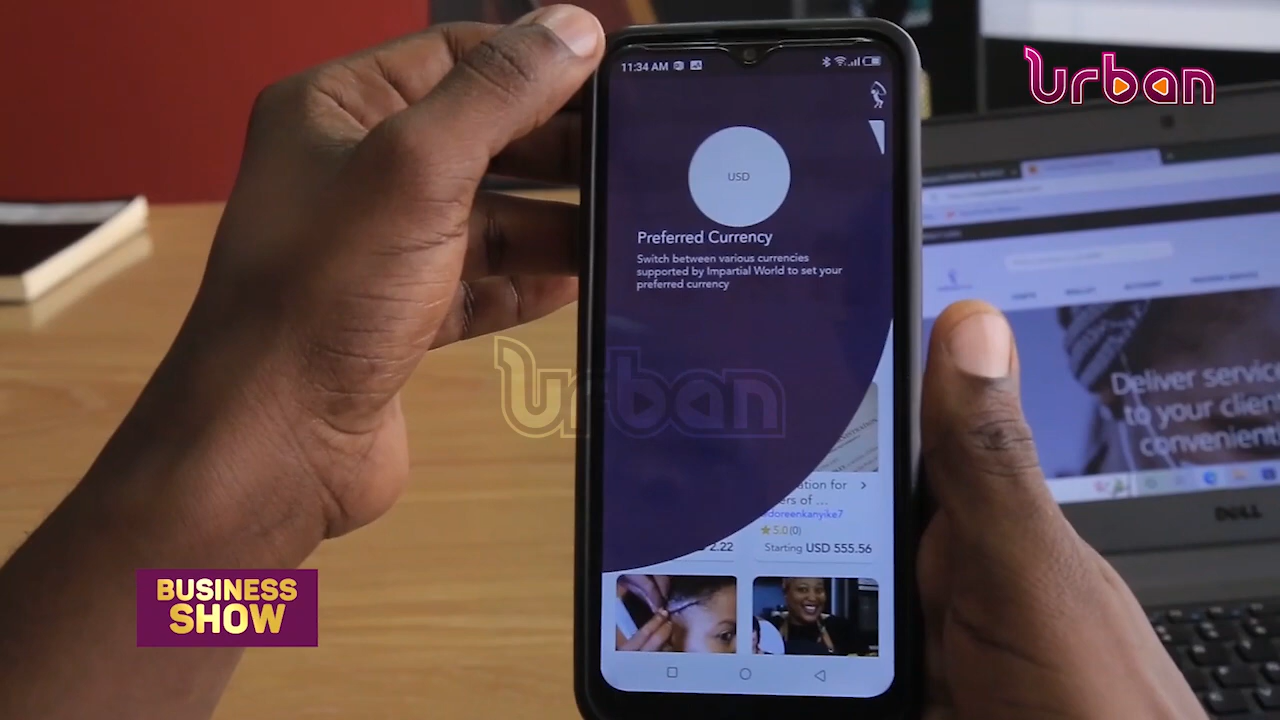 urban
11:34 AM
USD
Preferred Currency
Switch between various currencies
supported by Impartial World to set your
preferred currency
urban
ation for
ers of ...
doreenkanyike7
5.0(0)
2.22
Starting USD 555.56
Deliver service
to your client
convenientl
DELL
BUSINESS
SHOW